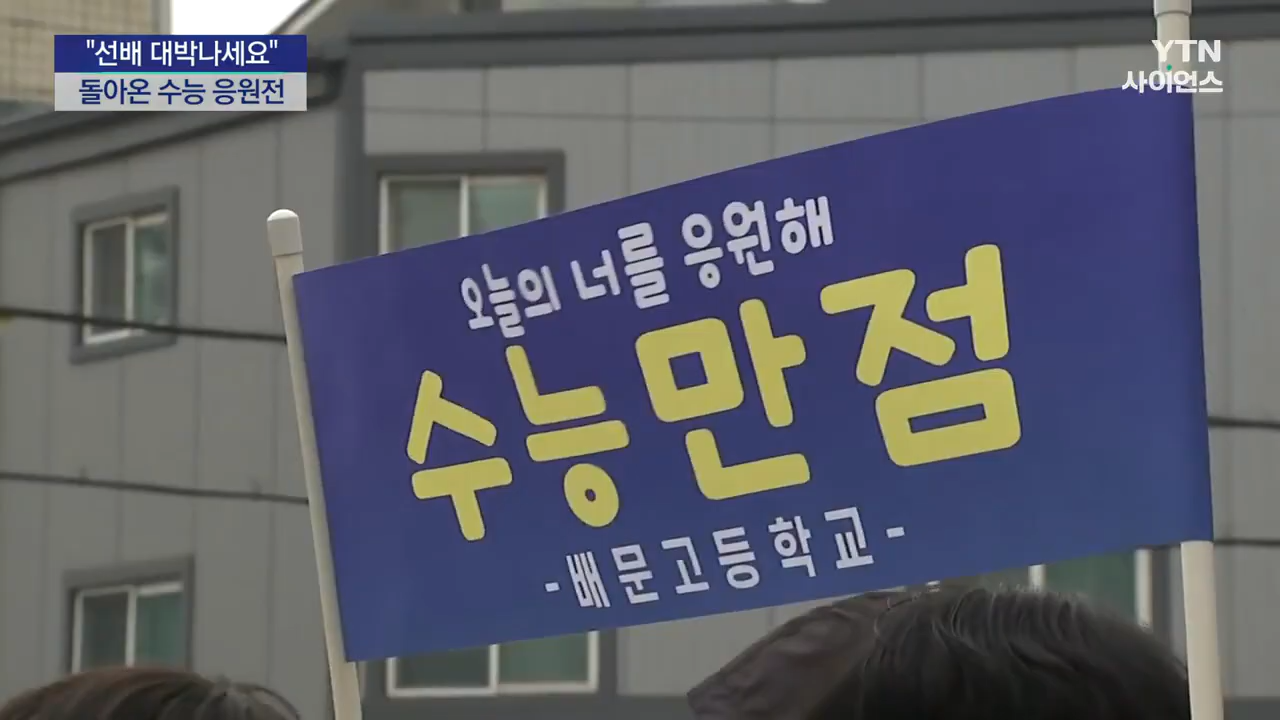 "선배 대박나세요"
돌아온 수능 응원전
YTN
사이언스
오늘의 너를 응원해
수능만점
- 배문고등학교 -